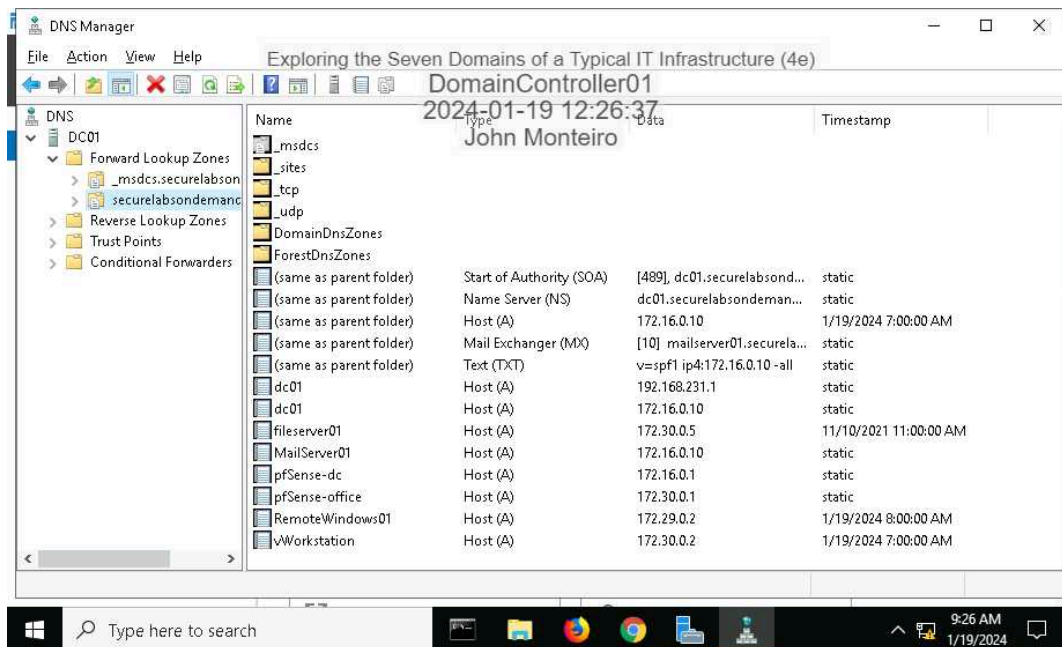 DNS Manager
File Action View Help
Exploring the Seven Domains of a Typical IT Infrastructure (4e)
DomainController01
2024-01-19 12:26:37
John Monteiro
DNS
DC01
Forward Lookup Zones
_msdcs.securelabson
securelabsondemanc
Reverse Lookup Zones
Trust Points
Conditional Forwarders
Name Type Data Timestamp
_msdcs
_sites
_tcp
_udp
DomainDnsZones
ForestDnsZones
(same as parent folder) Start of Authority (SOA) [489], dc01.securelabsond... static
(same as parent folder) Name Server (NS) dc01.securelabsondeman... static
(same as parent folder) Host (A) 172.16.0.10 1/19/2024 7:00:00 AM
(same as parent folder) Mail Exchanger (MX) [10] mailserver01.securela... static
(same as parent folder) Text (TXT) v=spf1 ip4:172.16.0.10 -all static
dc01 Host (A) 192.168.231.1 static
dc01 Host (A) 172.16.0.10 static
fileserver01 Host (A) 172.30.0.5 11/10/2021 11:00:00 AM
MailServer01 Host (A) 172.16.0.10 static
pfSense-dc Host (A) 172.16.0.1 static
pfSense-office Host (A) 172.30.0.1 static
RemoteWindows01 Host (A) 172.29.0.2 1/19/2024 8:00:00 AM
vWorkstation Host (A) 172.30.0.2 1/19/2024 7:00:00 AM
Type here to search
9:26 AM
1/19/2024